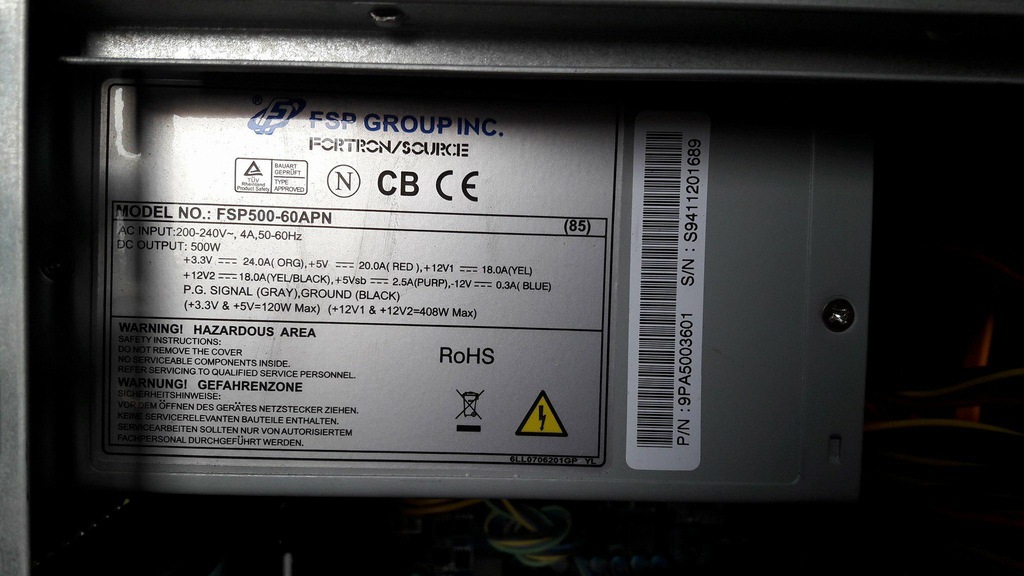 ®
FSP GROUP INC.
FORTRON/SOURCE
TÜV
Rheinland
Product Safety
BAUART
GEPRÜFT
TYPE
APPROVED
N
CB CE
MODEL NO.: FSP500-60APN
(85)
AC INPUT:200-240V~, 4A,50-60Hz
DC OUTPUT: 500W
+3.3V ⎓ 24.0A( ORG),+5V ⎓ 20.0A( RED ),+12V1 ⎓ 18.0A(YEL)
+12V2 ⎓ 18.0A(YEL/BLACK),+5Vsb ⎓ 2.5A(PURP),-12V ⎓ 0.3A( BLUE)
P.G. SIGNAL (GRAY),GROUND (BLACK)
(+3.3V & +5V=120W Max) (+12V1 & +12V2=408W Max)
WARNING! HAZARDOUS AREA
SAFETY INSTRUCTIONS:
DO NOT REMOVE THE COVER
NO SERVICEABLE COMPONENTS INSIDE.
REFER SERVICING TO QUALIFIED SERVICE PERSONNEL.
WARNUNG! GEFAHRENZONE
SICHERHEITSHINWEISE:
VOR DEM ÖFFNEN DES GERÄTES NETZSTECKER ZIEHEN.
KEINE SERVICERELEVANTEN BAUTEILE ENTHALTEN.
SERVICEARBEITEN SOLLTEN NUR VON AUTORISIERTEM
FACHPERSONAL DURCHGEFÜHRT WERDEN.
RoHS
6LL0706201GP YL
P/N :9PA5003601 S/N : S9411201689